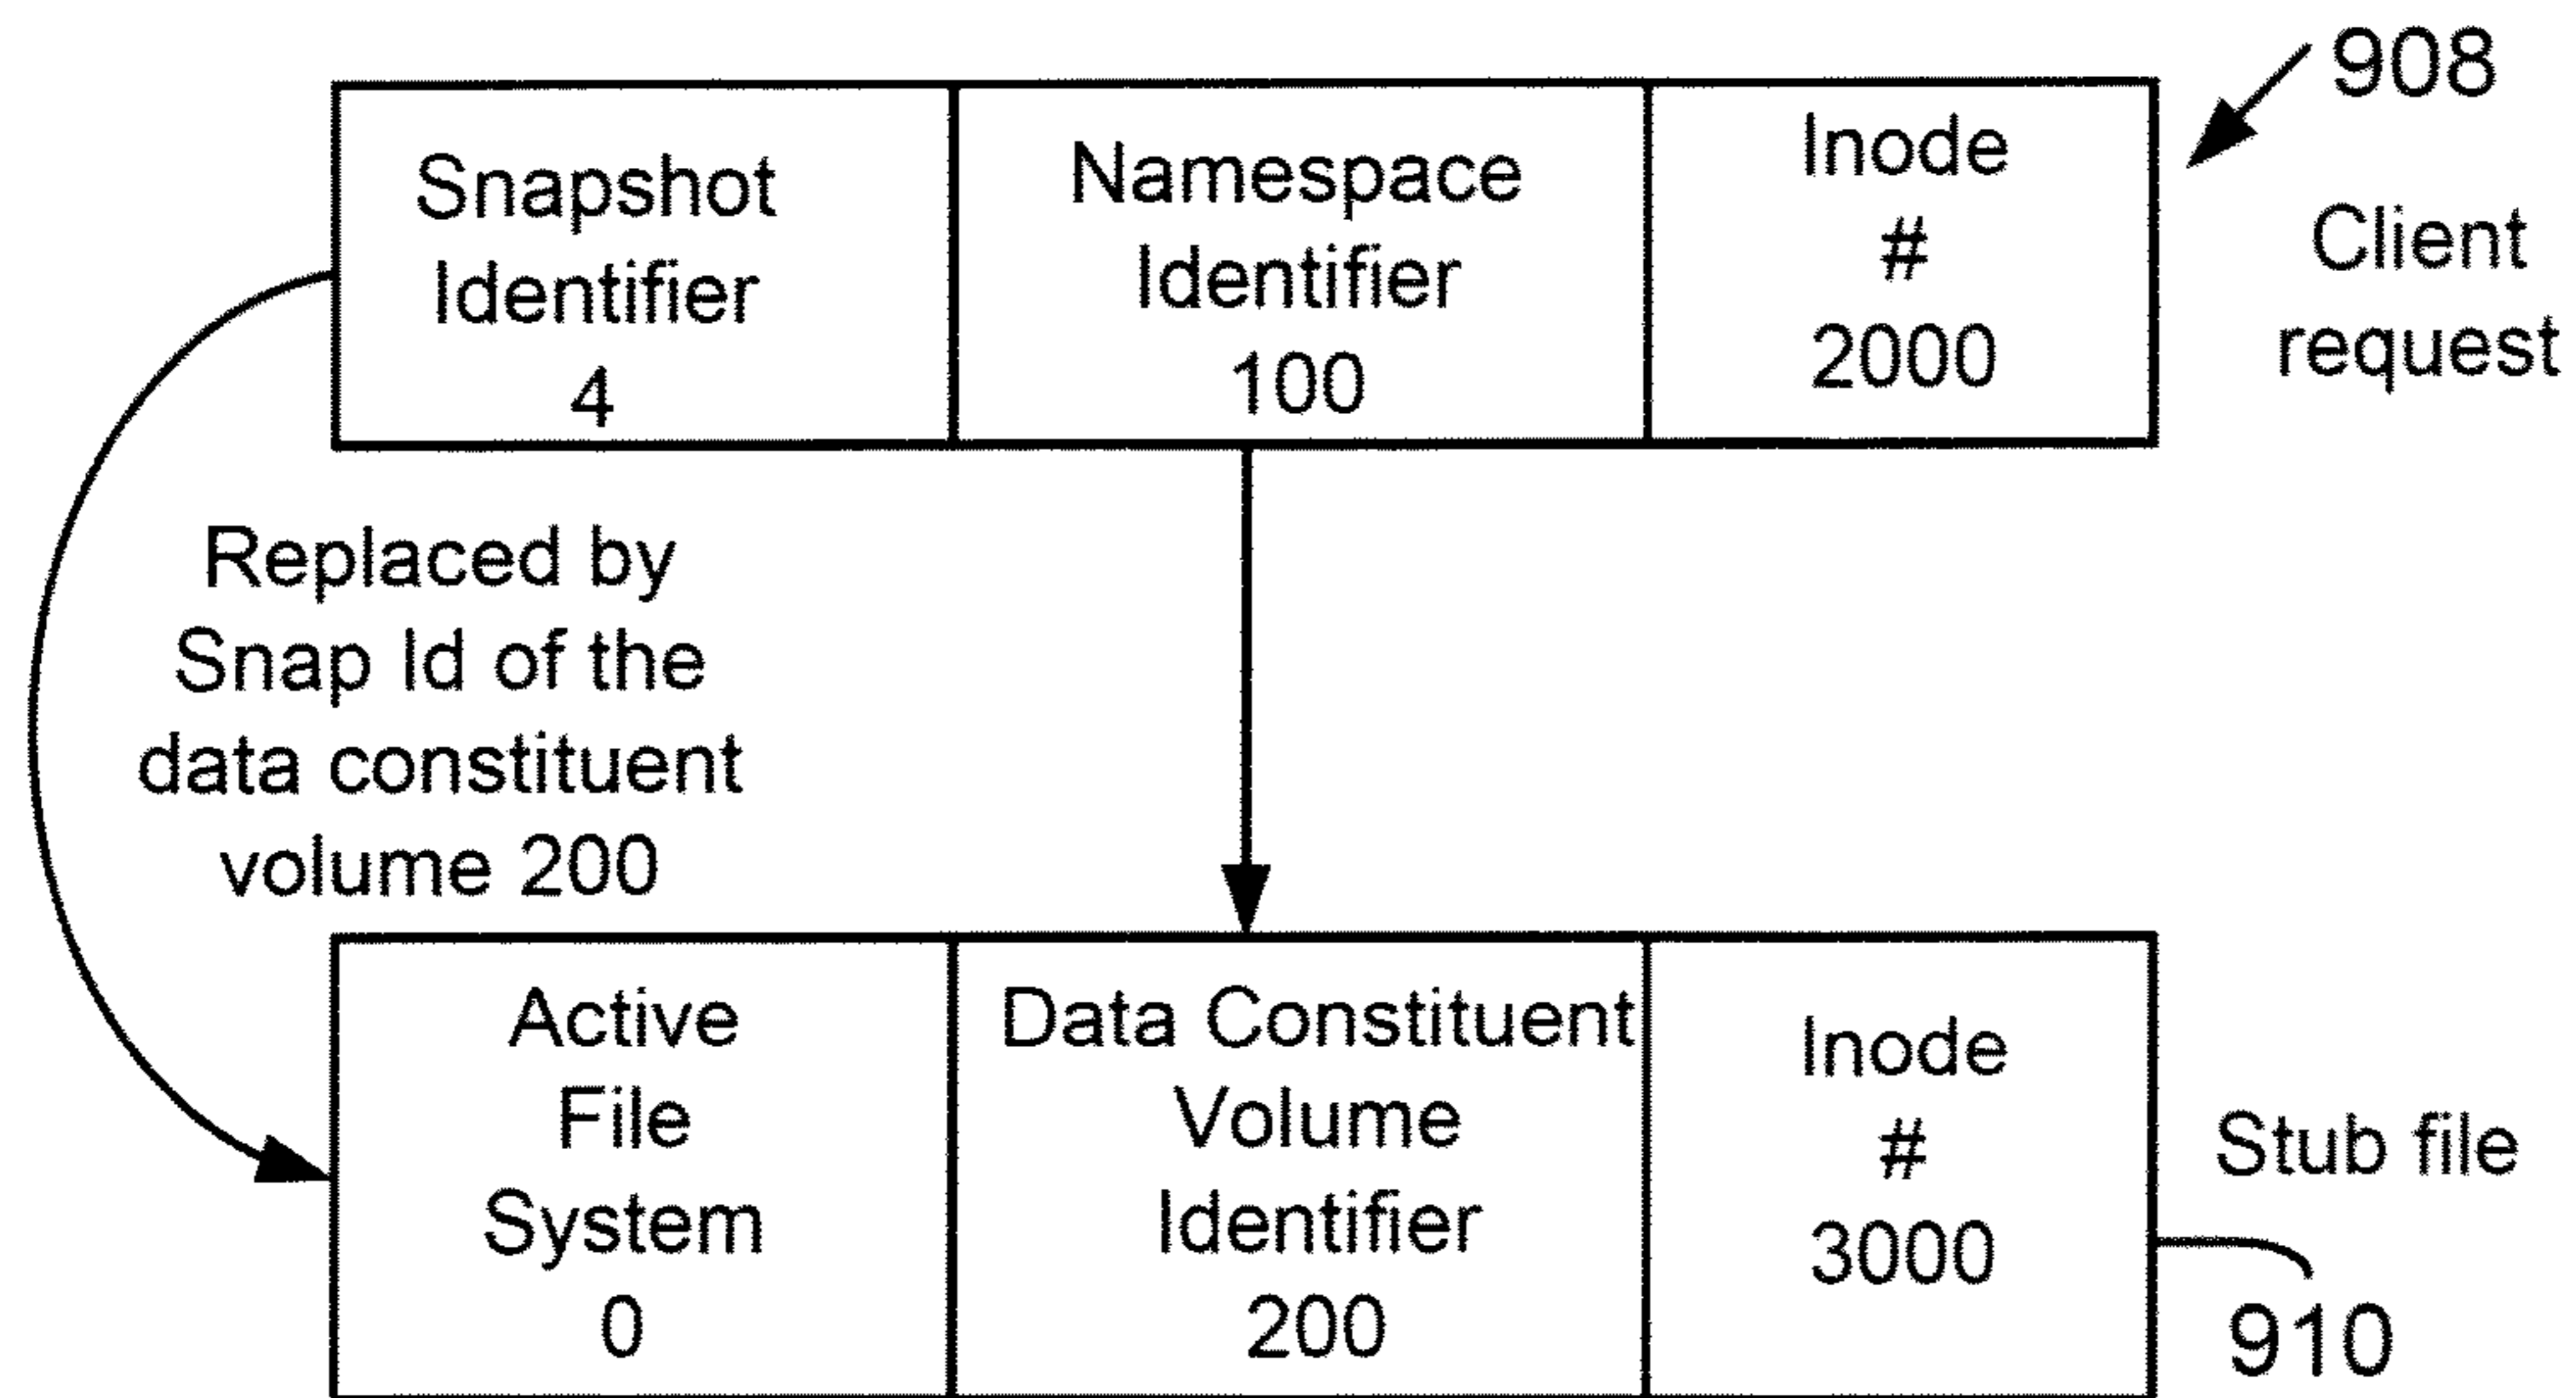 908
Snapshot
Identifier
4
Namespace
Identifier
100
Inode
#
2000
Client
request
Replaced by
Snap Id of the
data constituent
volume 200
Active
File
System
0
Data Constituent
Volume
Identifier
200
Inode
#
3000
Stub file
910